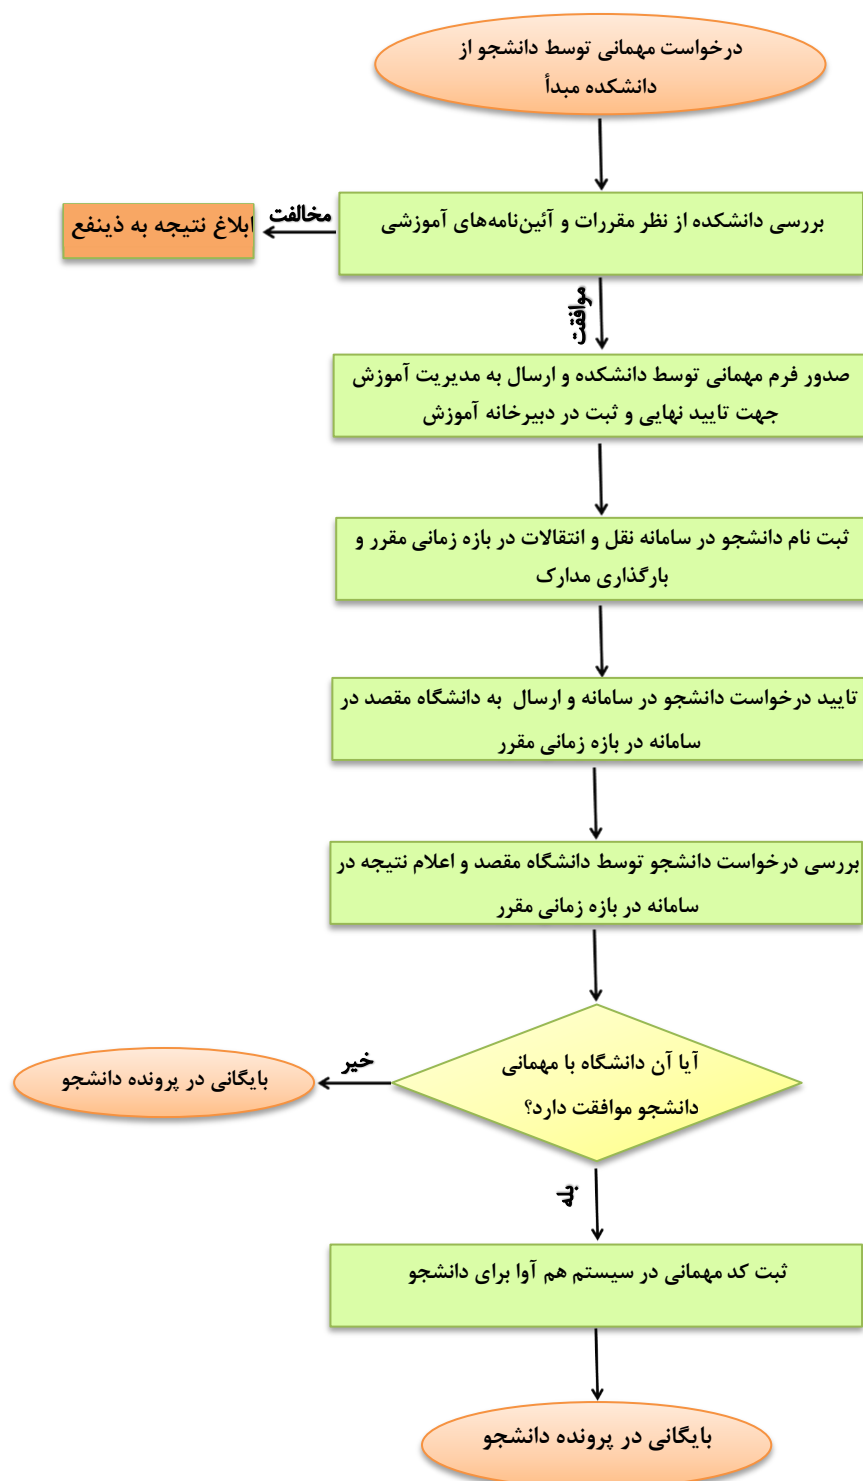 درخواست مهمانی توسط دانشجو از
دانشکده مبدأ
بررسی دانشکده از نظر مقررات و آئین‌نامه‌های آموزشی
مخالفت
ابلاغ نتیجه به ذینفع
موافقت
صدور فرم مهمانی توسط دانشکده و ارسال به مدیریت آموزش
جهت تایید نهایی و ثبت در دبیرخانه آموزش
ثبت نام دانشجو در سامانه نقل و انتقالات در بازه زمانی مقرر و
بارگذاری مدارک
تایید درخواست دانشجو در سامانه و ارسال به دانشگاه مقصد در
سامانه در بازه زمانی مقرر
بررسی درخواست دانشجو توسط دانشگاه مقصد و اعلام نتیجه در
سامانه در بازه زمانی مقرر
آیا آن دانشگاه با مهمانی
دانشجو موافقت دارد؟
خیر
بایگانی در پرونده دانشجو
بله
ثبت کد مهمانی در سیستم هم آوا برای دانشجو
بایگانی در پرونده دانشجو